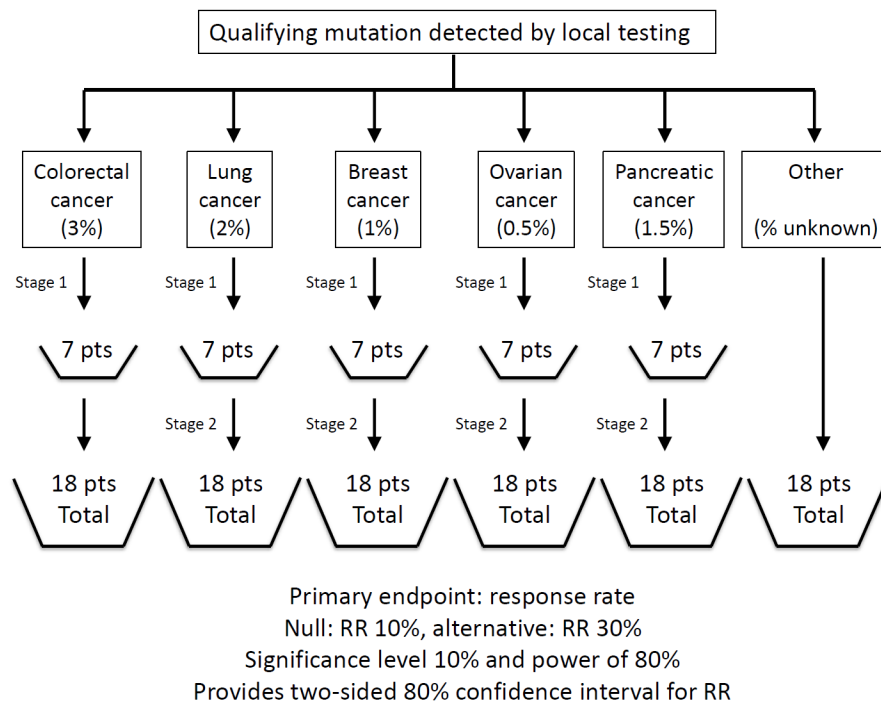 Qualifying mutation detected by local testing
Colorectal
cancer
(3%)
Lung
cancer
(2%)
Breast
cancer
(1%)
Ovarian
cancer
(0.5%)
Pancreatic
cancer
(1.5%)
Other
(% unknown)
Stage 1
Stage 1
Stage 1
Stage 1
Stage 1
7 pts
7 pts
7 pts
7 pts
7 pts
Stage 2
Stage 2
Stage 2
Stage 2
18 pts
Total
18 pts
Total
18 pts
Total
18 pts
Total
18 pts
Total
18 pts
Total
Primary endpoint: response rate
Null: RR 10%, alternative: RR 30%
Significance level 10% and power of 80%
Provides two-sided 80% confidence interval for RR